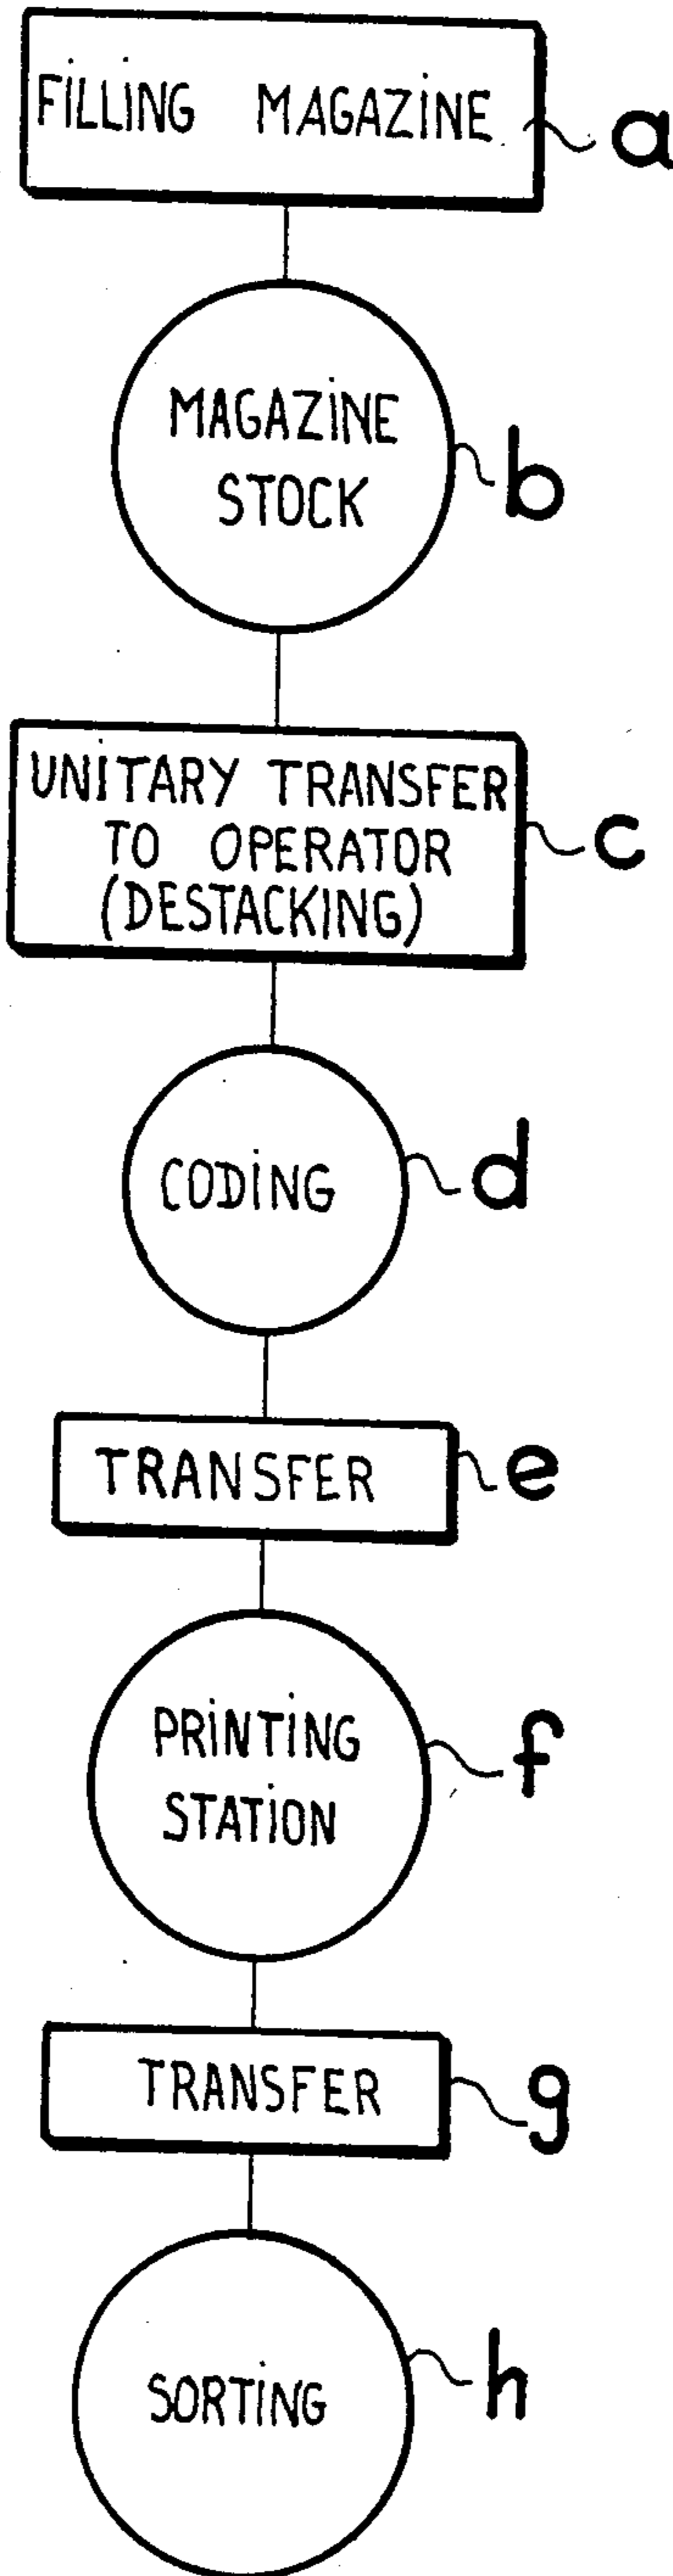 FILLING MAGAZINE a
MAGAZINE
STOCK
b
UNITARY TRANSFER
TO OPERATOR
(DESTACKING)
c
CODING d
TRANSFER e
PRINTING
STATION
f
TRANSFER g
SORTING h